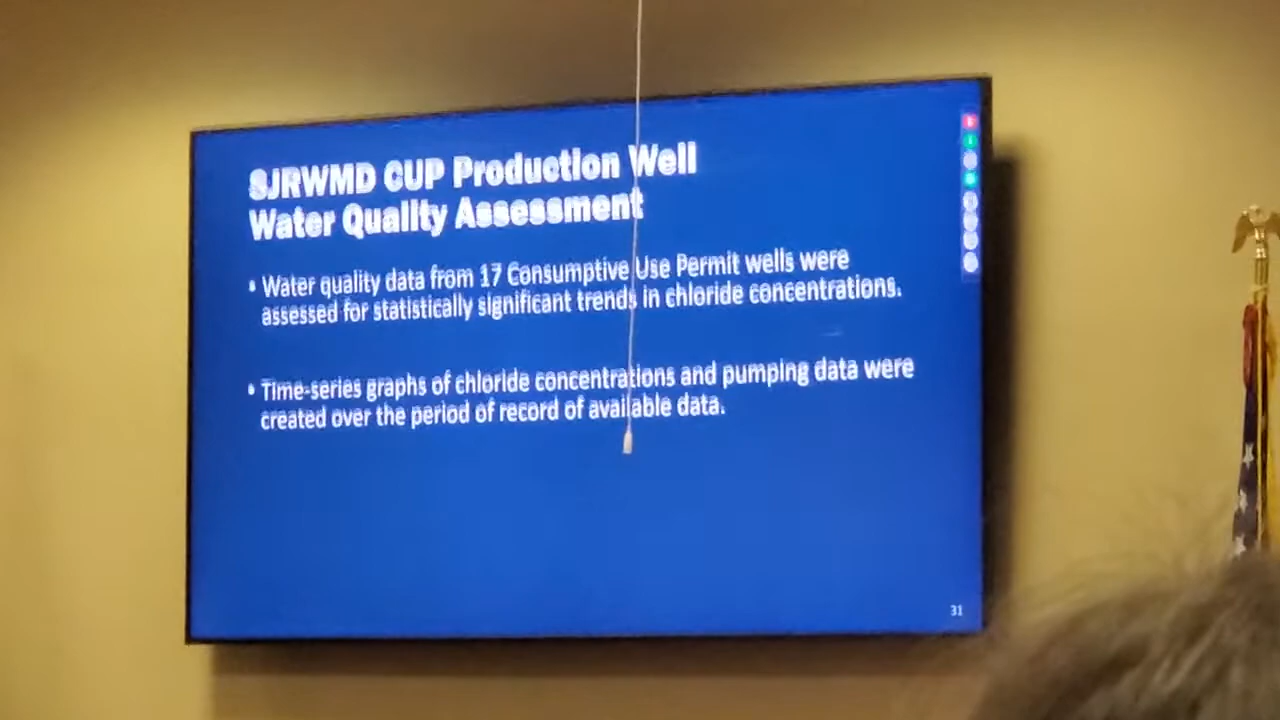 SJRWMD CUP Production Well
Water Quality Assessment
• Water quality data from 17 Consumptive Use Permit wells were
assessed for statistically significant trends in chloride concentrations.
• Time-series graphs of chloride concentrations and pumping data were
created over the period of record of available data.
31